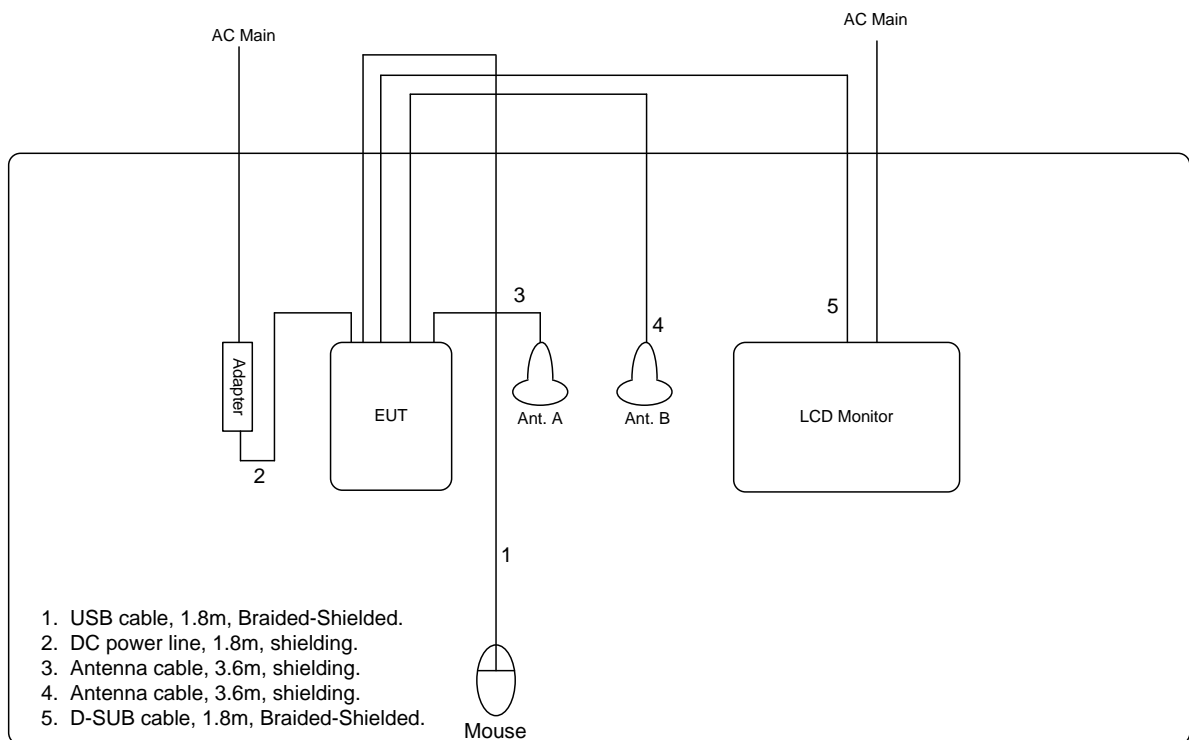 AC Main
AC Main
3
5
4
Adapter
EUT
Ant. A
Ant. B
LCD Monitor
2
1
1. USB cable, 1.8m, Braided-Shielded.
2. DC power line, 1.8m, shielding.
3. Antenna cable, 3.6m, shielding.
4. Antenna cable, 3.6m, shielding.
5. D-SUB cable, 1.8m, Braided-Shielded.
Mouse